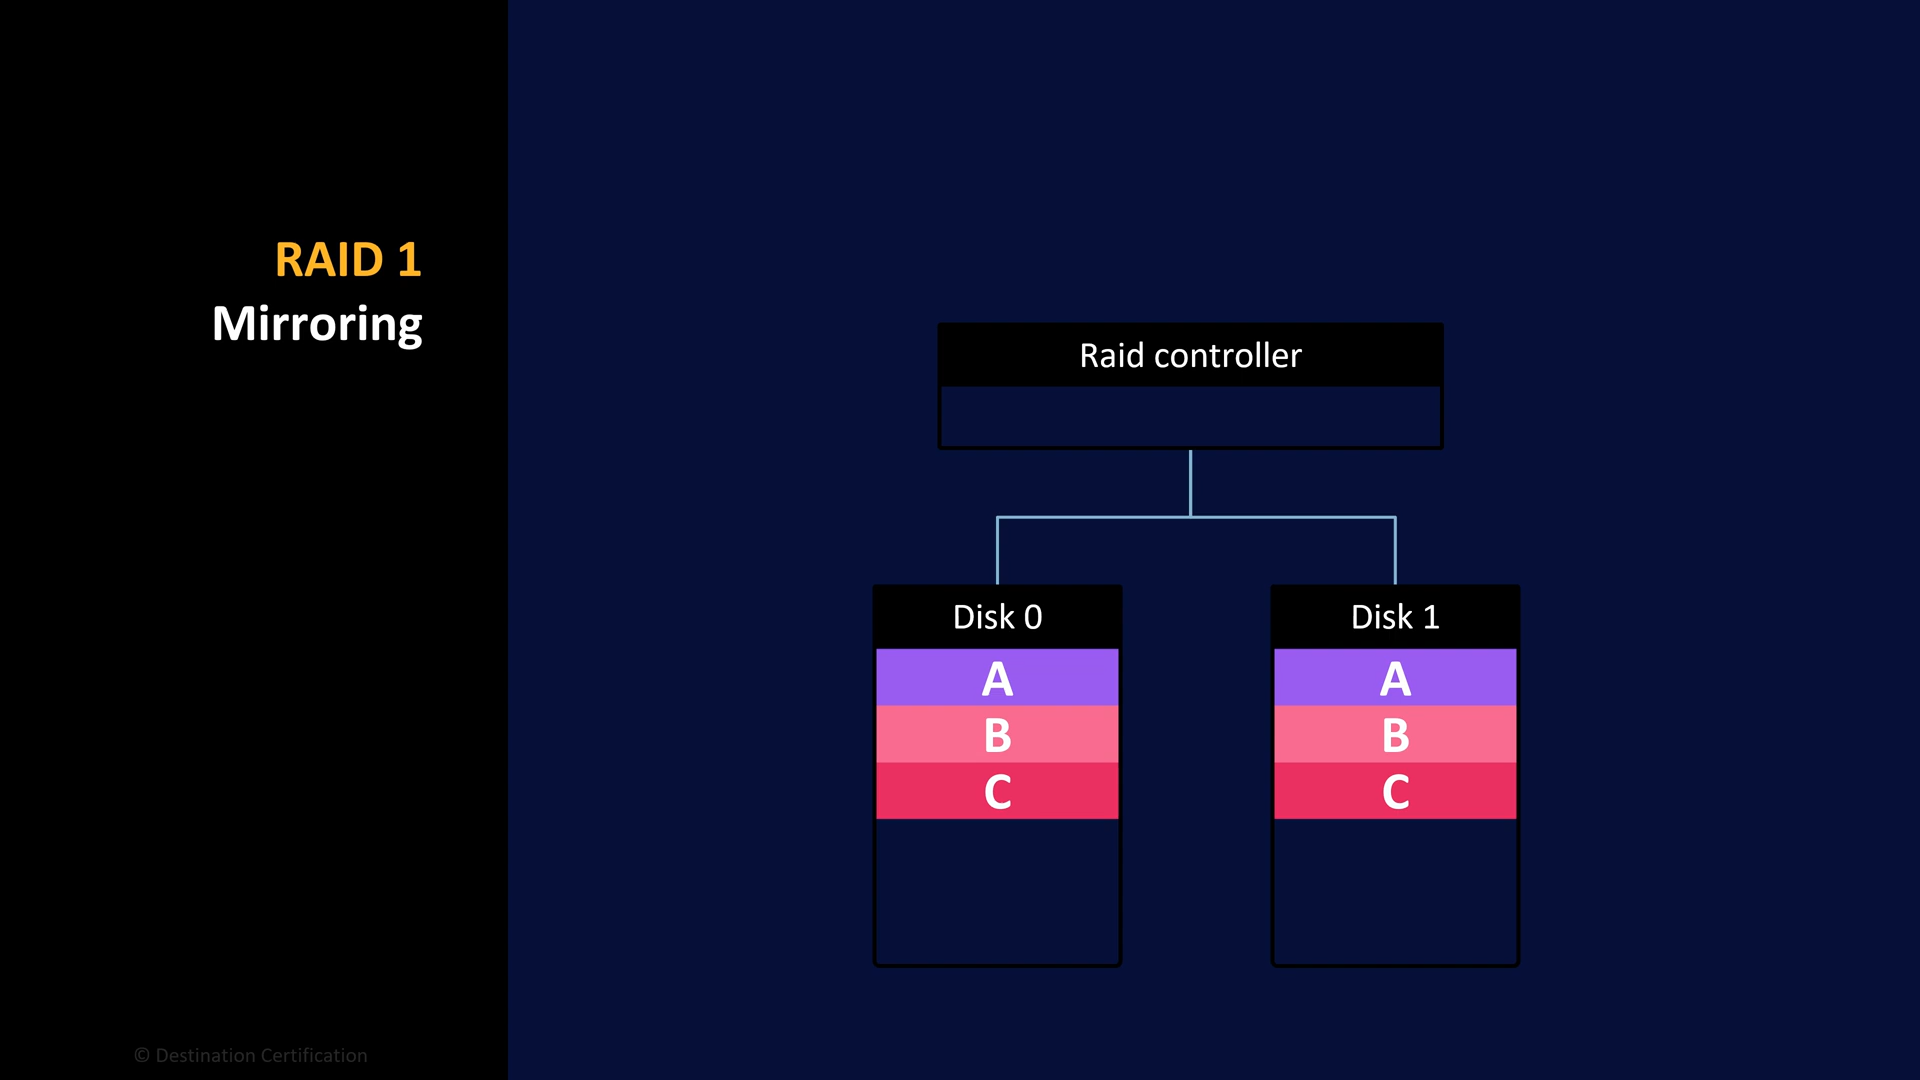 RAID 1
Mirroring
Raid controller
Disk 0
Disk 1
A
A
B
B
C
C
© Destination Certification